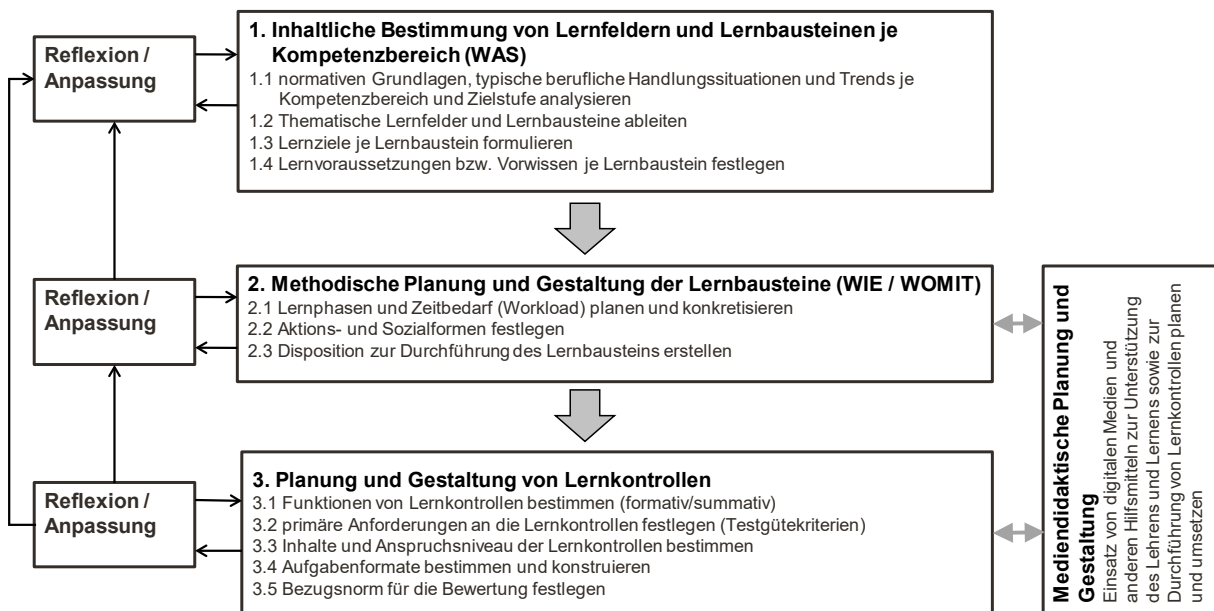 Reflexion /
Anpassung
1. Inhaltliche Bestimmung von Lernfeldern und Lernbausteinen je
Kompetenzbereich (WAS)
1.1 normativen Grundlagen, typische berufliche Handlungssituationen und Trends je
Kompetenzbereich und Zielstufe analysieren
1.2 Thematische Lernfelder und Lernbausteine ableiten
1.3 Lernziele je Lernbaustein formulieren
1.4 Lernvoraussetzungen bzw. Vorwissen je Lernbaustein festlegen
Reflexion /
Anpassung
2. Methodische Planung und Gestaltung der Lernbausteine (WIE / WOMIT)
2.1 Lernphasen und Zeitbedarf (Workload) planen und konkretisieren
2.2 Aktions- und Sozialformen festlegen
2.3 Disposition zur Durchführung des Lernbausteins erstellen
Reflexion /
Anpassung
3. Planung und Gestaltung von Lernkontrollen
3.1 Funktionen von Lernkontrollen bestimmen (formativ/summativ)
3.2 primäre Anforderungen an die Lernkontrollen festlegen (Testgütekriterien)
3.3 Inhalte und Anspruchsniveau der Lernkontrollen bestimmen
3.4 Aufgabenformate bestimmen und konstruieren
3.5 Bezugsnorm für die Bewertung festlegen
Mediendidaktische Planung und
Gestaltung
Einsatz von digitalen Medien und
anderen Hilfsmitteln zur Unterstützung
des Lehrens und Lernens sowie zur
Durchführung von Lernkontrollen planen
und umsetzen